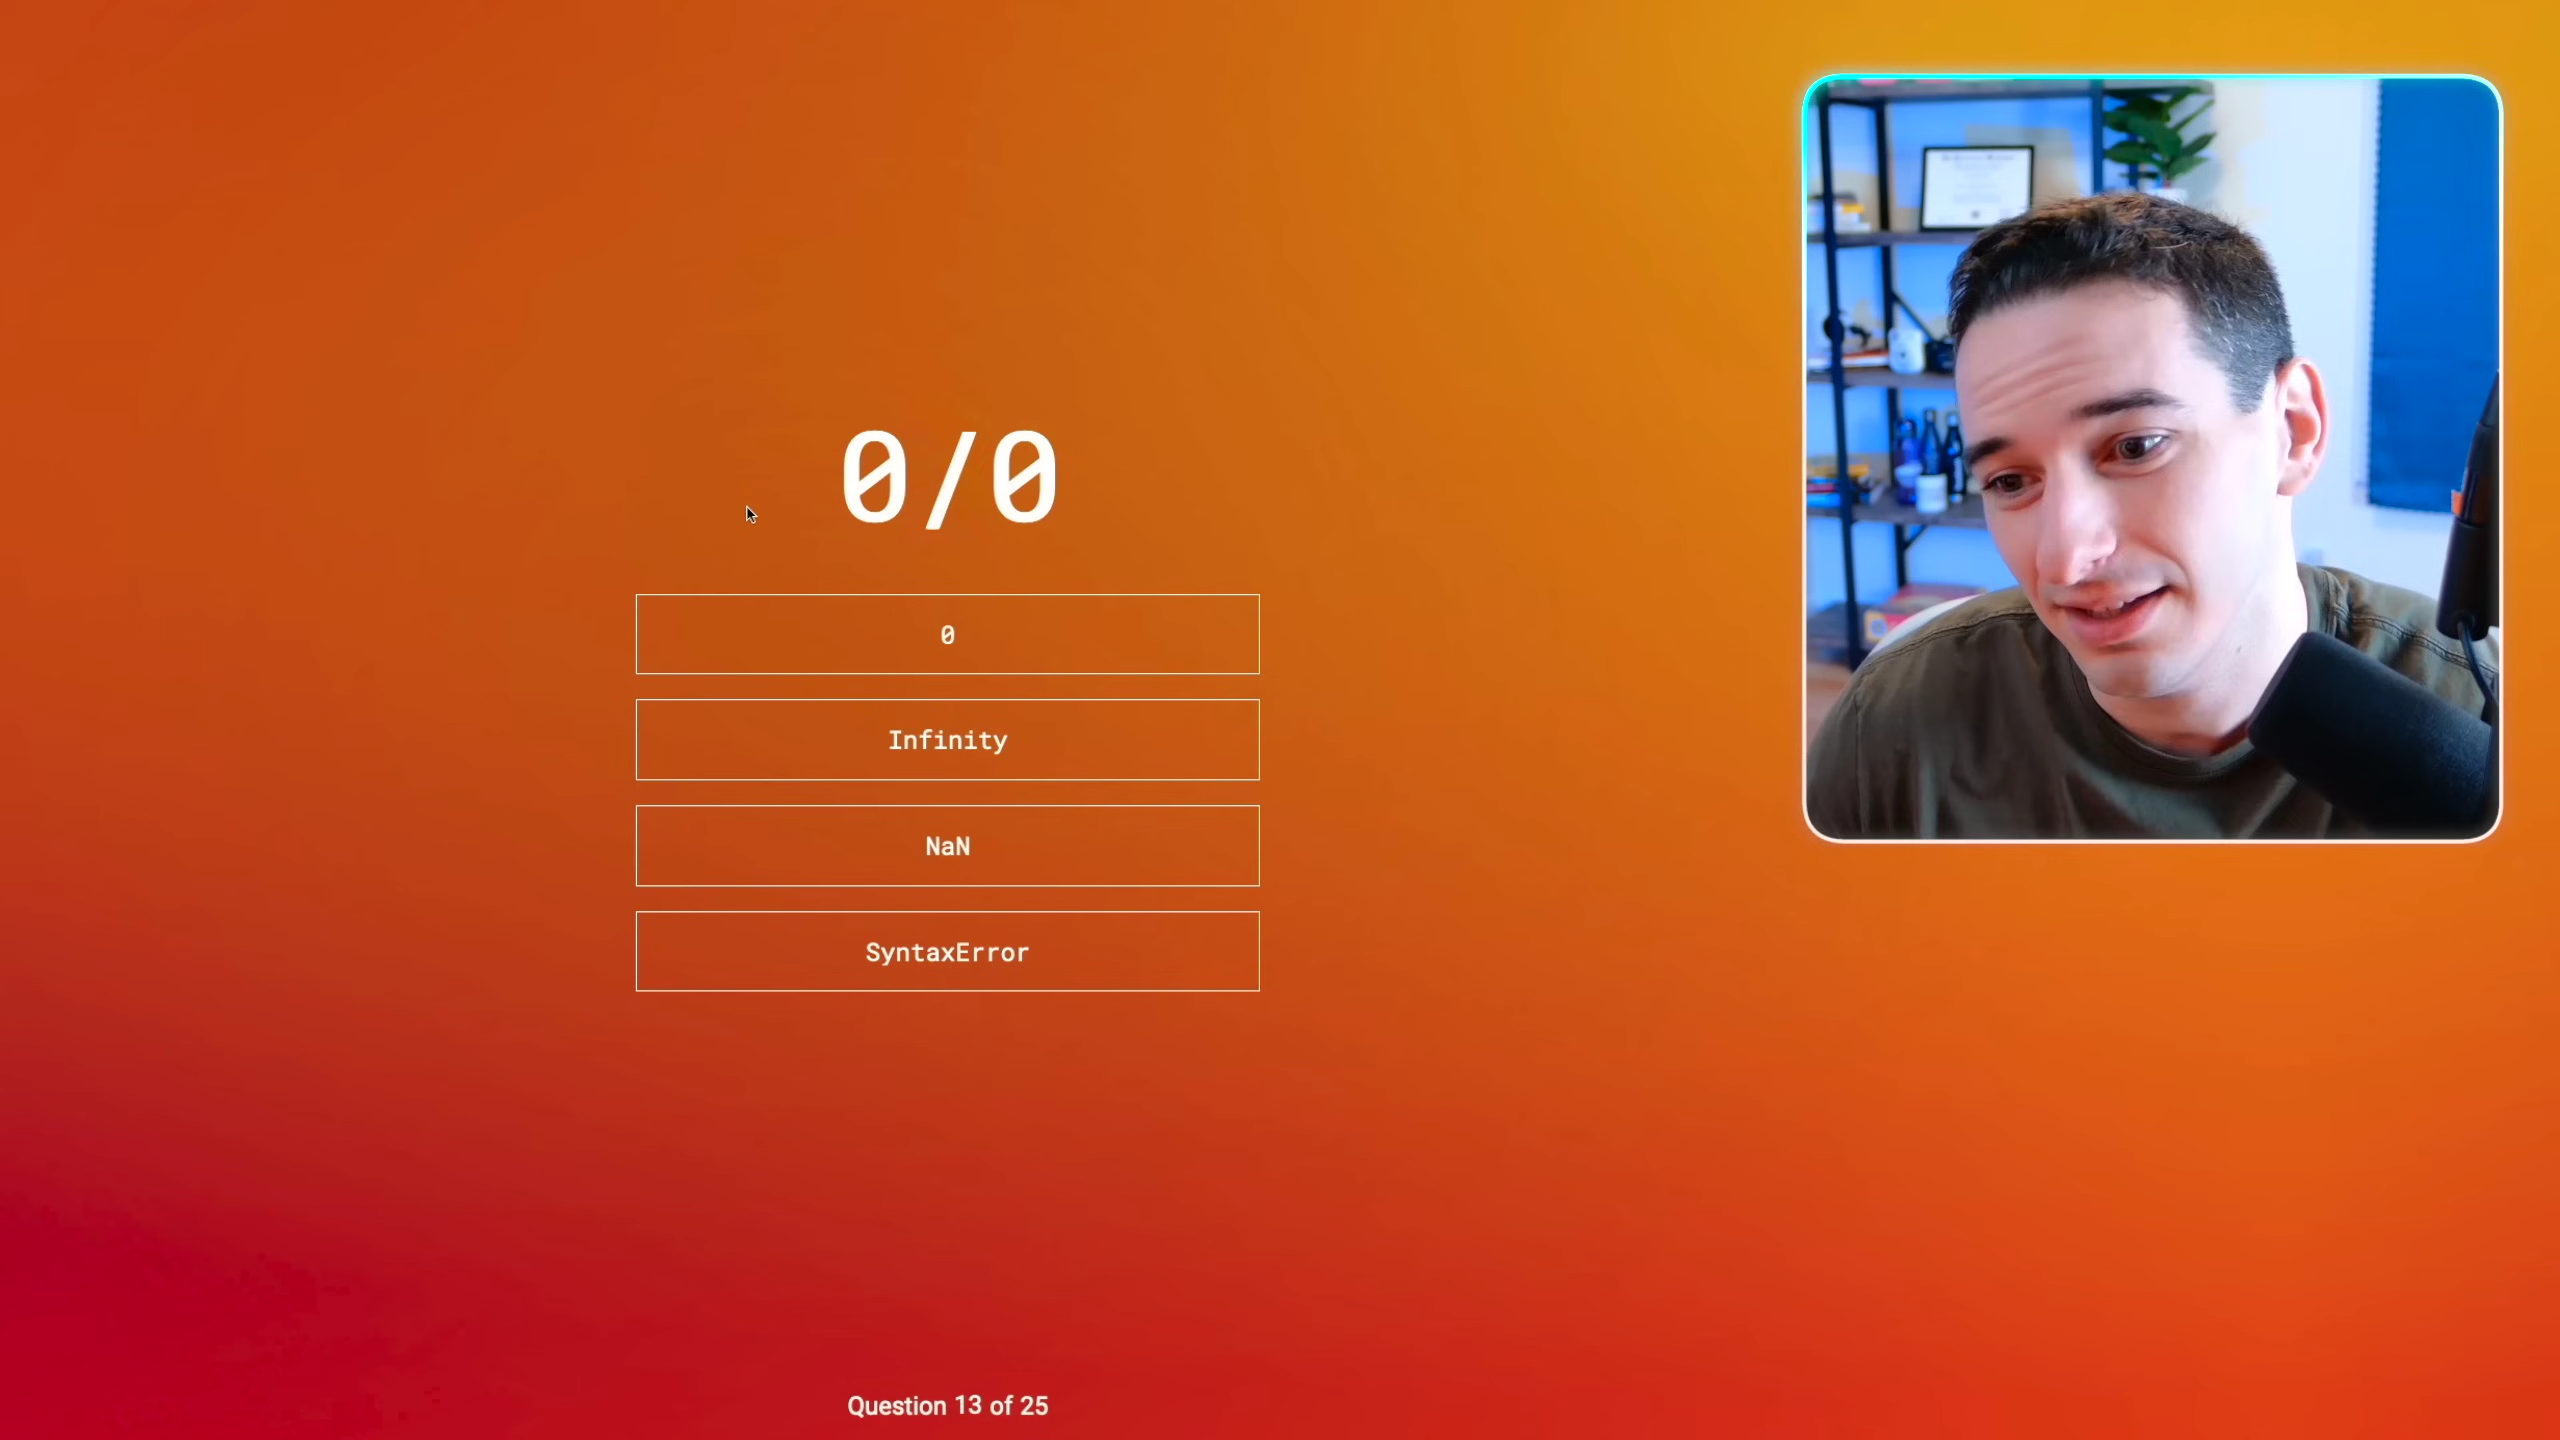 0/0
0
Infinity
NaN
SyntaxError
Question 13 of 25